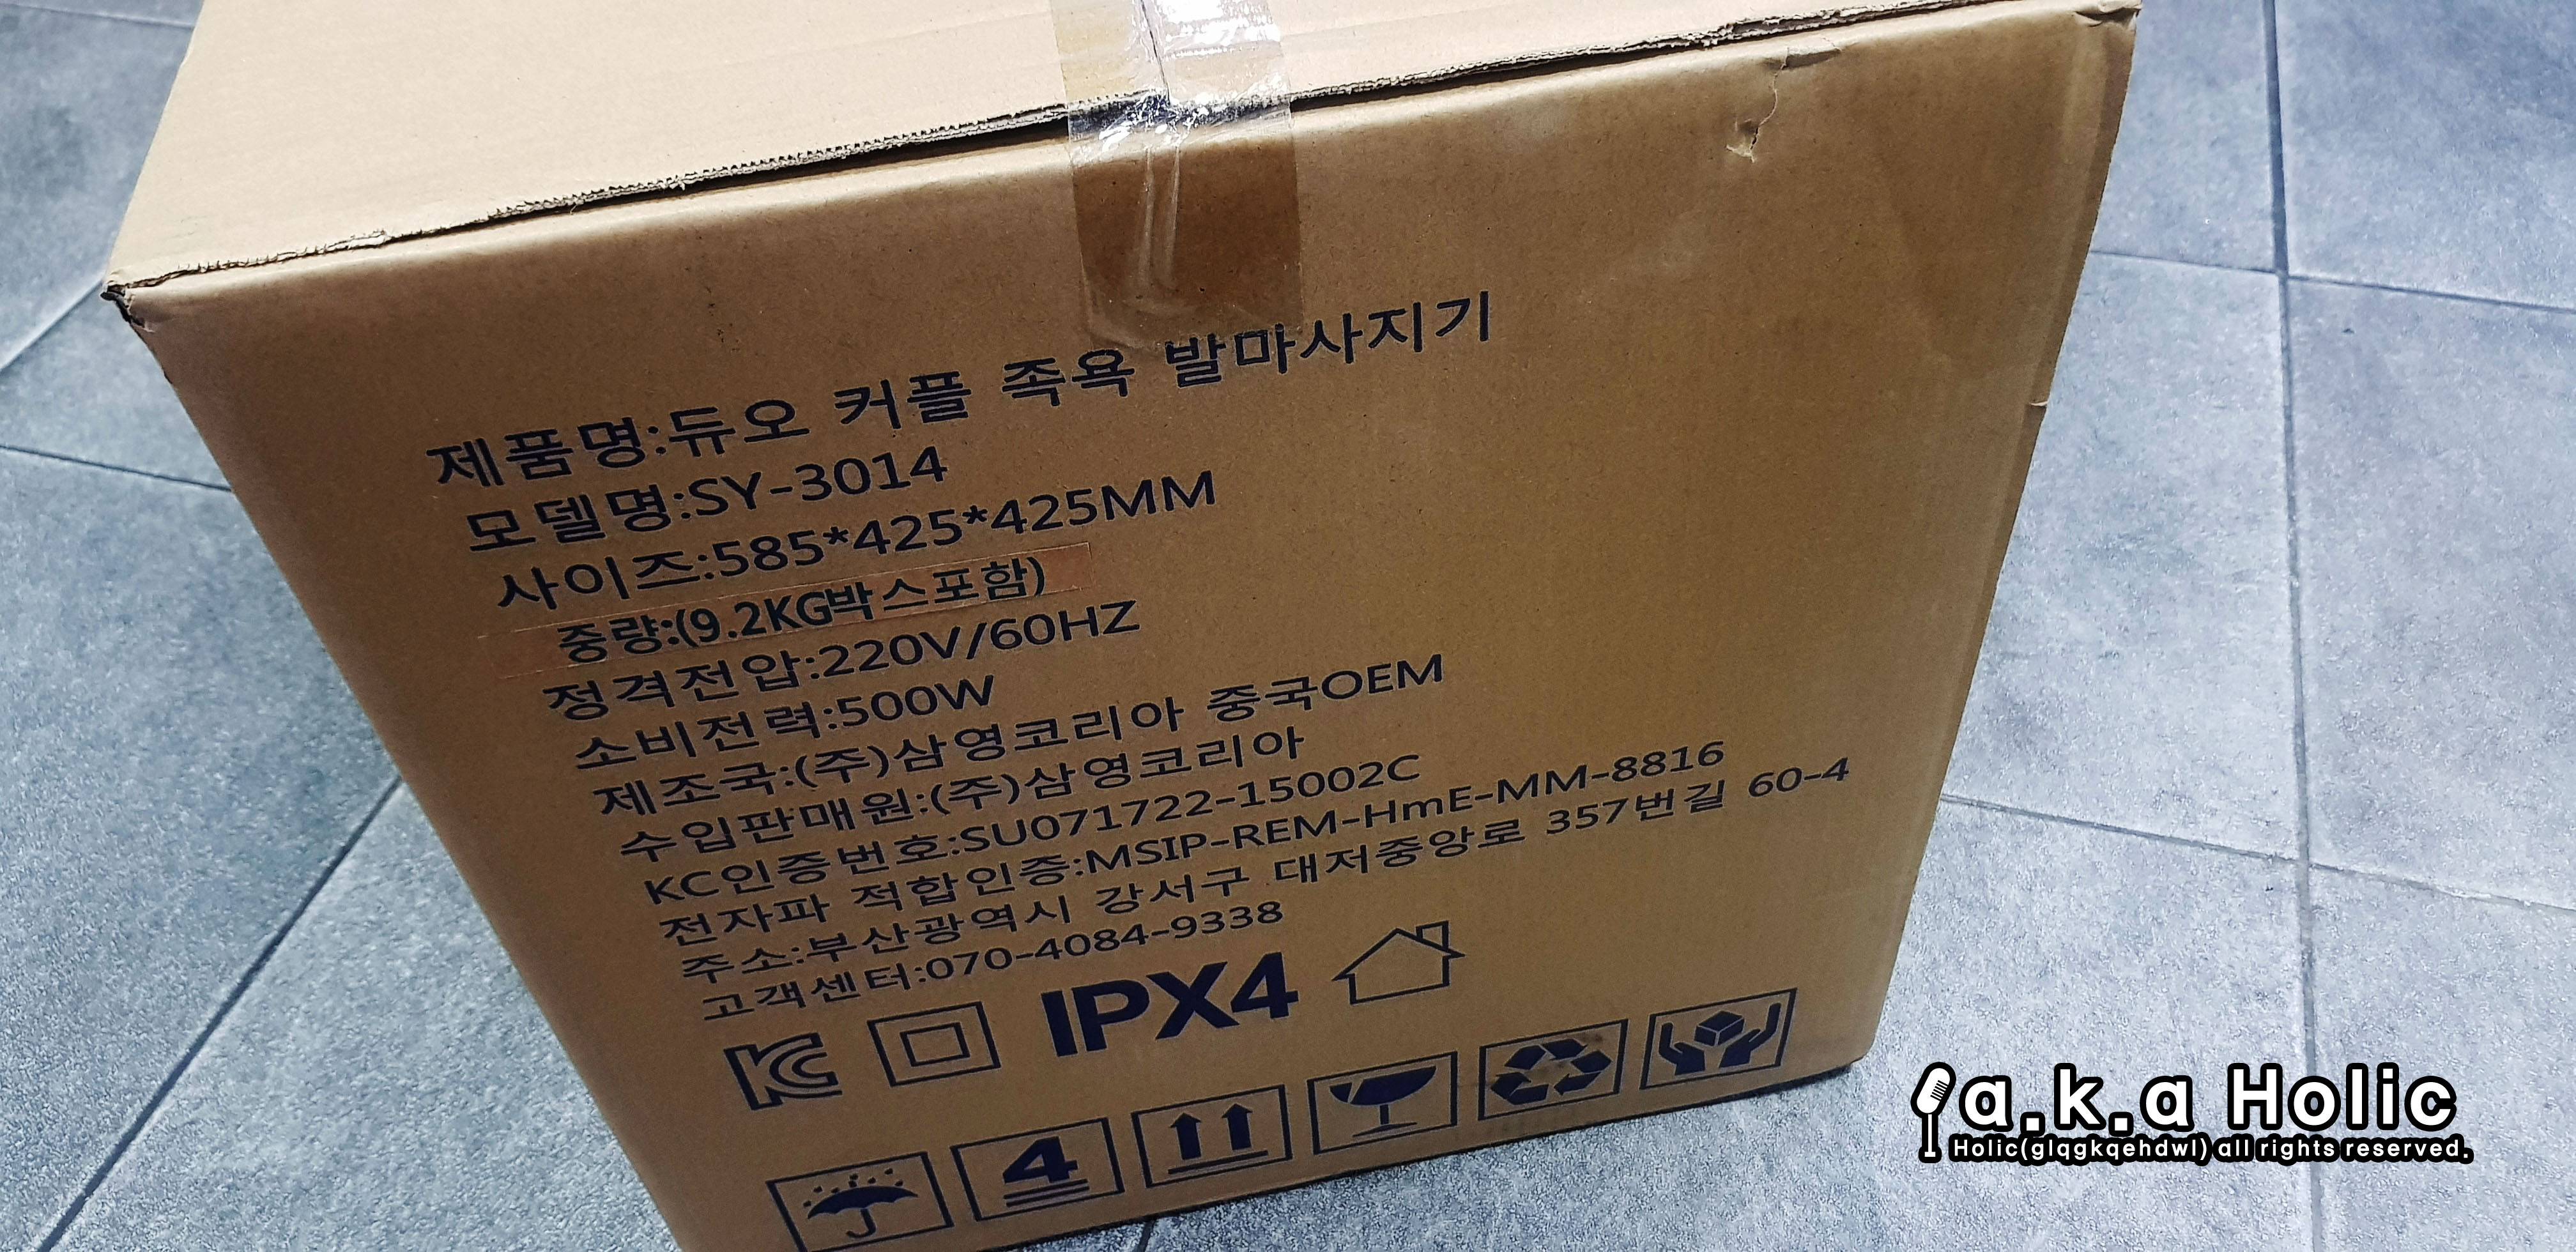 제품명:듀오 커플 족욕 발마사지기
모델명:SY-3014
사이즈:585*425*425MM
중량:(9.2KG박스포함)
정격전압:220V/60HZ
소비전력:500W
제조국:(주)삼영코리아 중국OEM
수입판매원:(주)삼영코리아
KC인증번호:SU071722-15002C
전자파 적합인증:MSIP-REM-HmE-MM-8816
주소:부산광역시 강서구 대저중앙로 357번길 60-4
고객센터:070-4084-9338
KC IPX4
4
a.k.a Holic
Holic(glqgkqehdwl) all rights reserved.